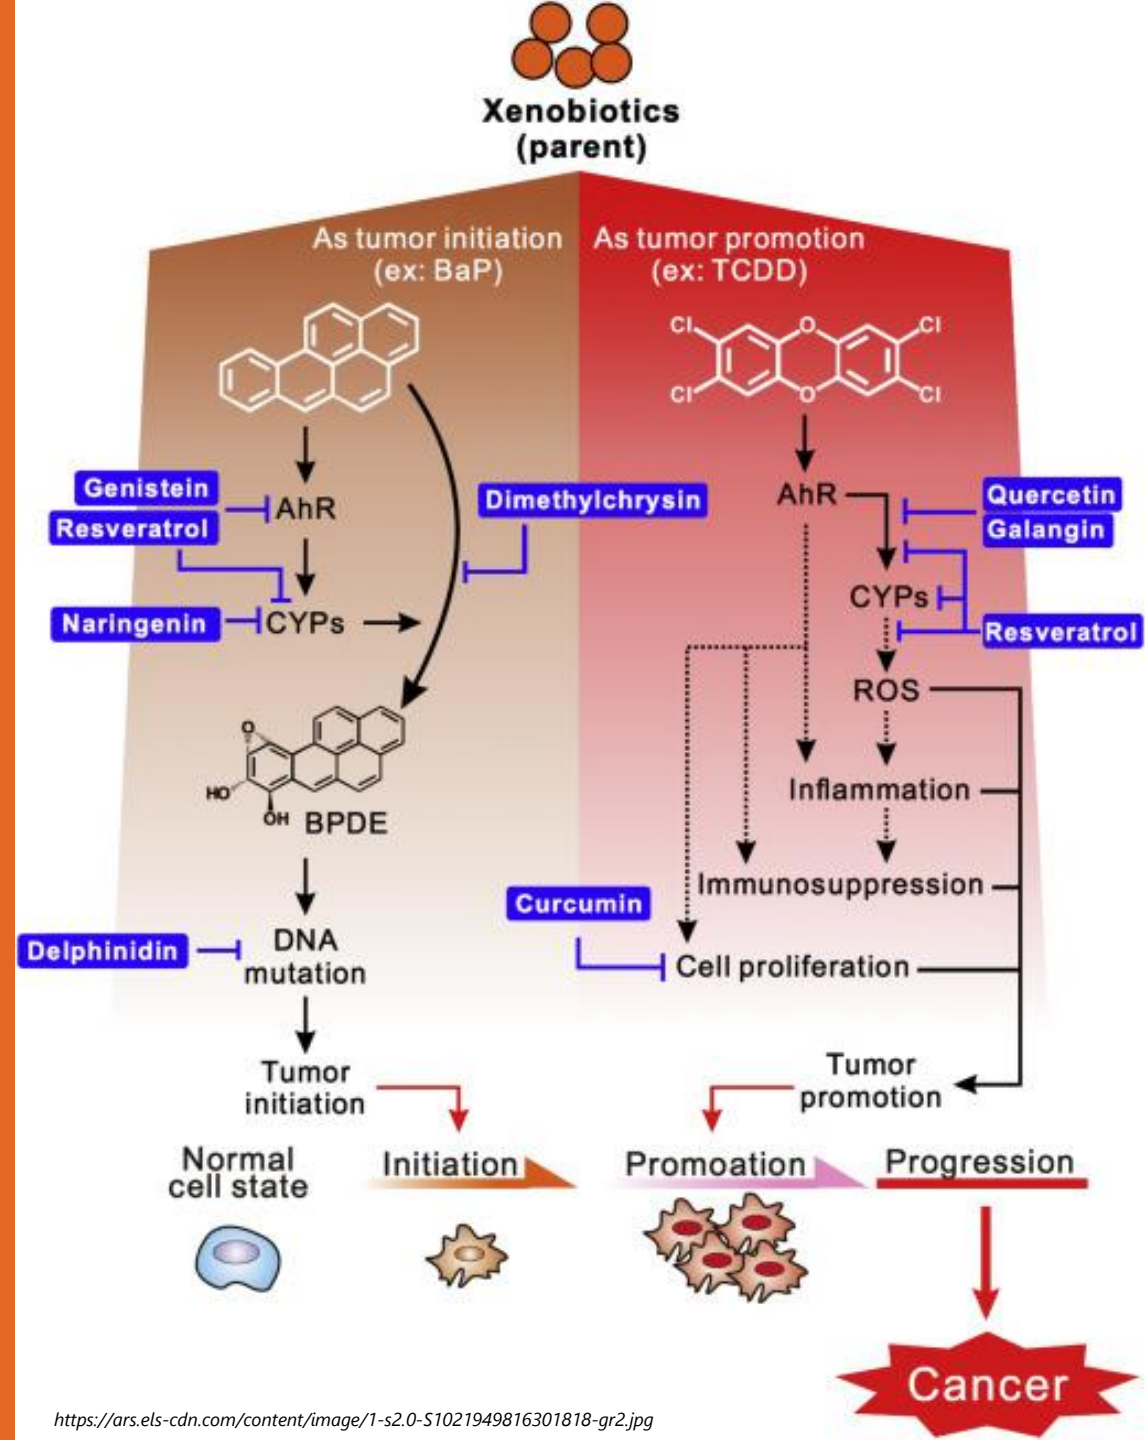 Xenobiotics
(parent)
As tumor initiation
(ex: BaP)
As tumor promotion
(ex: TCDD)
Cl
O
Cl
Cl
O
Cl
Genistein
Resveratrol
AhR
Naringenin
CYPs
Dimethylchrysin
AhR
Quercetin
Galangin
CYPs
Resveratrol
ROS
O
HO
OH
BPDE
Inflammation
Immunosuppression
Curcumin
Cell proliferation
Delphinidin
DNA
mutation
Tumor
initiation
Tumor
promotion
Normal
cell state
Initiation
Promoation
Progression
Cancer
https://ars.els-cdn.com/content/image/1-s2.0-S1021949816301818-gr2.jpg